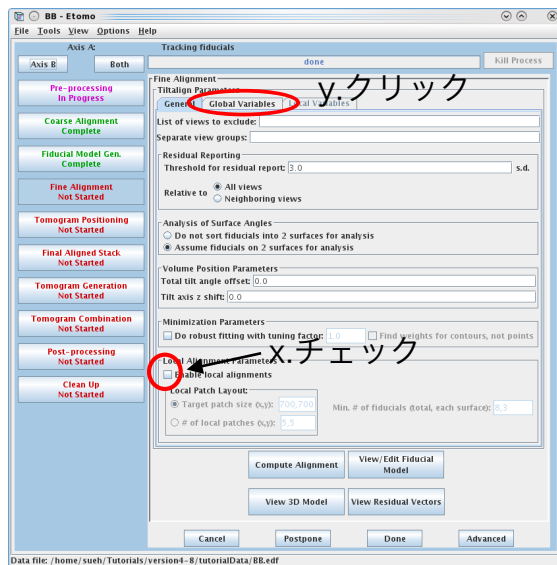 BB - Etomo
File Tools View Options Help
Axis A:
Axis B Both
Pre-processing
In Progress
Coarse Alignment
Complete
Fiducial Model Gen.
Complete
Fine Alignment
Not Started
Tomogram Positioning
Not Started
Final Aligned Stack
Not Started
Tomogram Generation
Not Started
Tomogram Combination
Not Started
Post-processing
Not Started
Clean Up
Not Started
Tracking fiducials
done Kill Process
Fine Alignment
Tiltalign Parameters
y.クリック
General Global Variables Local Variables
List of views to exclude:
Separate view groups:
Residual Reporting
Threshold for residual report: 3.0 s.d.
Relative to All views
Neighboring views
Analysis of Surface Angles
Do not sort fiducials into 2 surfaces for analysis
Assume fiducials on 2 surfaces for analysis
Volume Position Parameters
Total tilt angle offset: 0.0
Tilt axis z shift: 0.0
Minimization Parameters
Do robust fitting with tuning factor: 1.0 Find weights for contours, not points
x.チェック
Local Alignment Parameters
Enable local alignments
Local Patch Layout:
Target patch size (x,y): 700,700
# of local patches (x,y): 5,5
Min. # of fiducials (total, each surface): 8,3
Compute Alignment View/Edit Fiducial Model
View 3D Model View Residual Vectors
Cancel Postpone Done Advanced
Data file: /home/sueh/Tutorials/version4-8/tutorialData/BB.edf